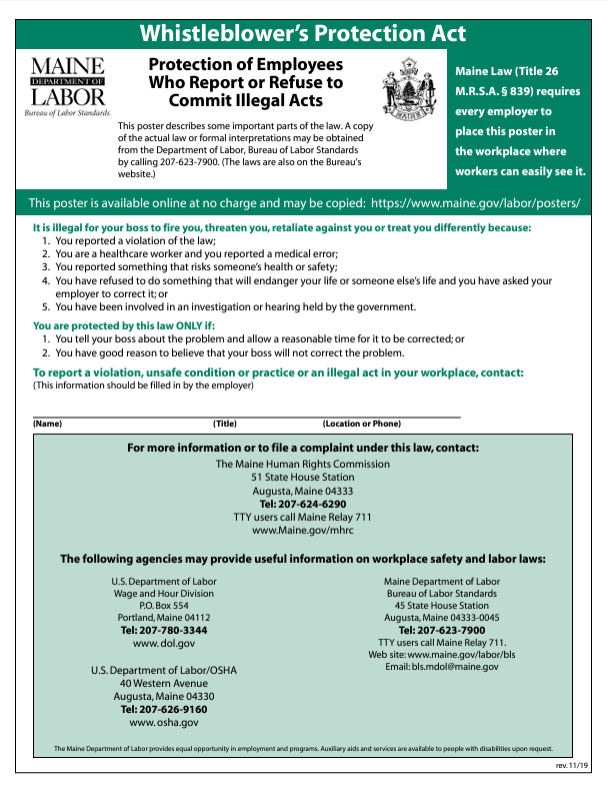 Whistleblower's Protection Act
MAINE
DEPARTMENT OF
LABOR
Bureau of Labor Standards
Protection of Employees
Who Report or Refuse to
Commit Illegal Acts
This poster describes some important parts of the law. A copy
of the actual law or formal interpretations may be obtained
from the Department of Labor, Bureau of Labor Standards
by calling 207-623-7900. (The laws are also on the Bureau's
website.)
MAINE
Maine Law (Title 26
M.R.S.A. § 839) requires
every employer to
place this poster in
the workplace where
workers can easily see it.
This poster is available online at no charge and may be copied: https://www.maine.gov/labor/posters/
It is illegal for your boss to fire you, threaten you, retaliate against you or treat you differently because:
1. You reported a violation of the law;
2. You are a healthcare worker and you reported a medical error;
3. You reported something that risks someone's health or safety;
4. You have refused to do something that will endanger your life or someone else's life and you have asked your
employer to correct it; or
5. You have been involved in an investigation or hearing held by the government.
You are protected by this law ONLY if:
1. You tell your boss about the problem and allow a reasonable time for it to be corrected; or
2. You have good reason to believe that your boss will not correct the problem.
To report a violation, unsafe condition or practice or an illegal act in your workplace, contact:
(This information should be filled in by the employer)
(Name) (Title) (Location or Phone)
For more information or to file a complaint under this law, contact:
The Maine Human Rights Commission
51 State House Station
Augusta, Maine 04333
Tel: 207-624-6290
TTY users call Maine Relay 711
www.Maine.gov/mhrc
The following agencies may provide useful information on workplace safety and labor laws:
U.S. Department of Labor
Wage and Hour Division
P.O. Box 554
Portland, Maine 04112
Tel: 207-780-3344
www.dol.gov
U.S. Department of Labor/OSHA
40 Western Avenue
Augusta, Maine 04330
Tel: 207-626-9160
www.osha.gov
Maine Department of Labor
Bureau of Labor Standards
45 State House Station
Augusta, Maine 04333-0045
Tel: 207-623-7900
TTY users call Maine Relay 711.
Web site: www.maine.gov/labor/bls
Email: bls.mdol@maine.gov
The Maine Department of Labor provides equal opportunity in employment and programs. Auxiliary aids and services are available to people with disabilities upon request.
rev. 11/19